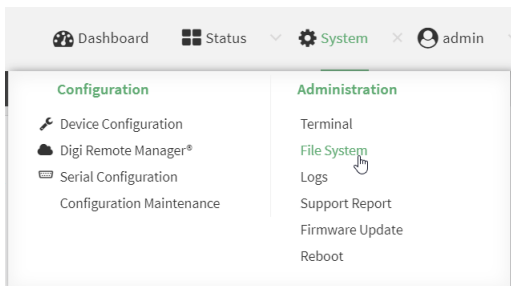 Dashboard Status System admin
Configuration
Device Configuration
Digi Remote Manager®
Serial Configuration
Configuration Maintenance
Administration
Terminal
File System
Logs
Support Report
Firmware Update
Reboot